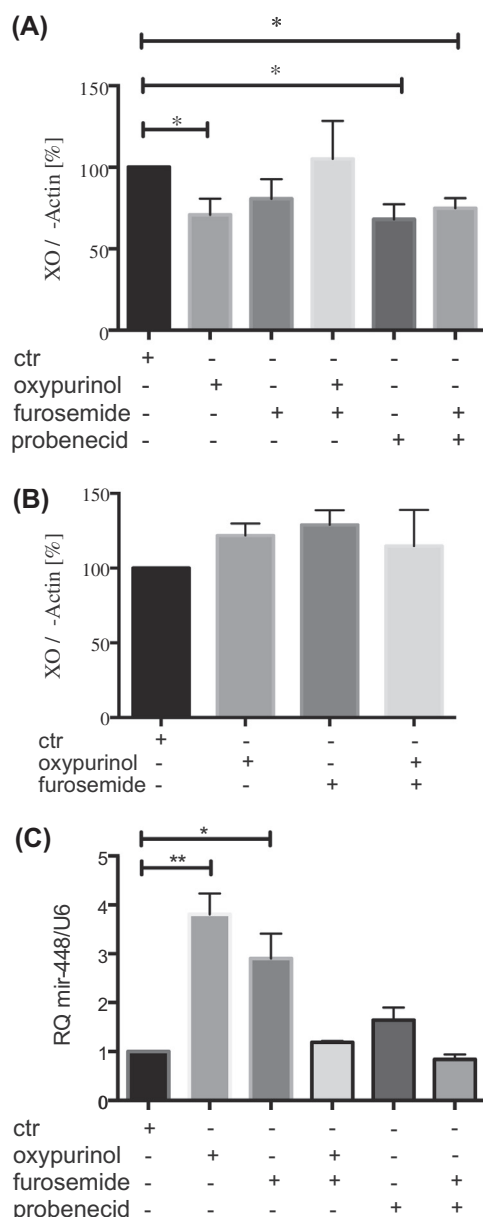 (A)
*
*
*
XO / -Actin [%]
150
100
50
0
ctr + - - - - -
oxypurinol - + - + - -
furosemide - - + + - +
probenecid - - - - + +
(B)
XO / -Actin [%]
150
100
50
0
ctr + - - -
oxypurinol - + - +
furosemide - - + +
(C)
*
**
RQ mir-448/U6
5
4
3
2
1
0
ctr + - - - - -
oxypurinol - + - + - -
furosemide - - + + - +
probenecid - - - - + +